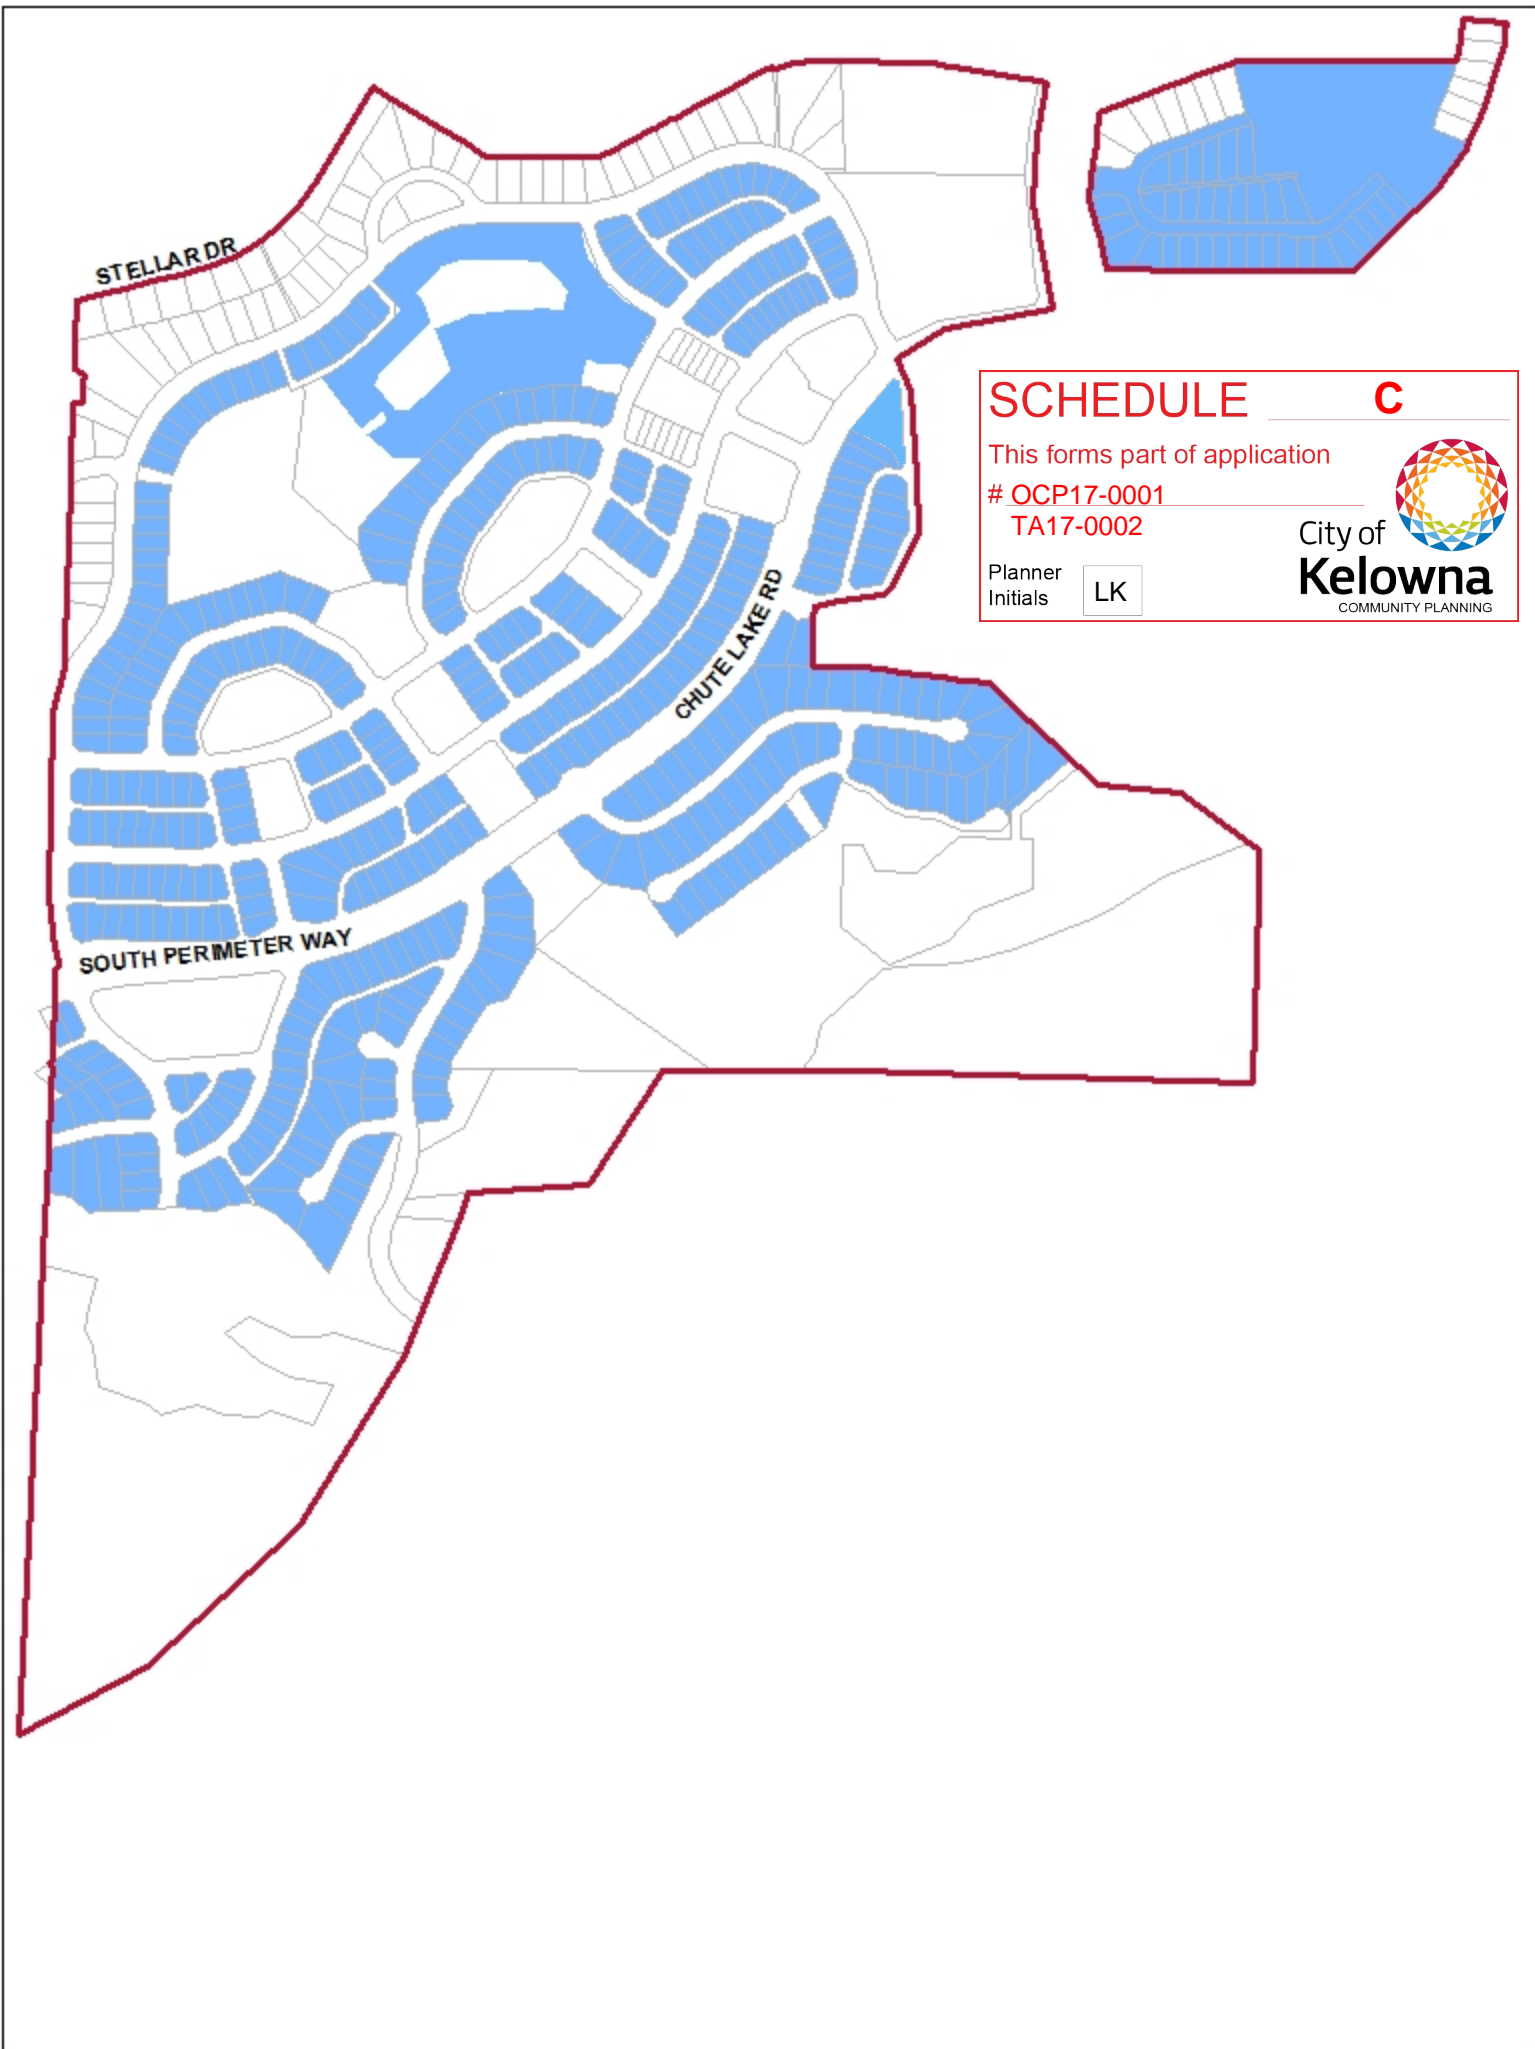 STELLAR DR
SCHEDULE C
This forms part of application
# OCP17-0001
TA17-0002
City of
Kelowna
COMMUNITY PLANNING
Planner
Initials
LK
CHUTE LAKE RD
SOUTH PERIMETER WAY